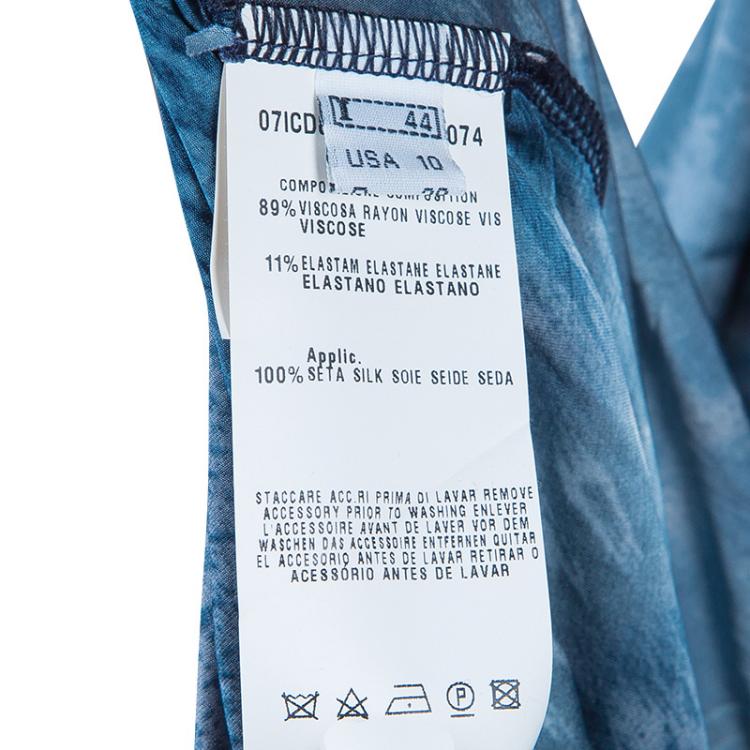 I 44
07ICD 074
USA 10
89% VISCOSA RAYON VISCOSE VIS
VISCOSE
11% ELASTAM ELASTANE ELASTANE
ELASTANO ELASTANO
Applic.
100% SETA SILK SOIE SEIDE SEDA
STACCARE ACC.RI PRIMA DI LAVAR REMOVE
ACCESSORY PRIOR TO WASHING ENLEVER
L'ACCESSOIRE AVANT DE LAVER VOR DEM
WASCHEN DAS ACCESSOIRE ENTFERNEN QUITAR
EL ACCESORIO ANTES DE LAVAR RETIRAR O
ACESSÓRIO ANTES DE LAVAR
P